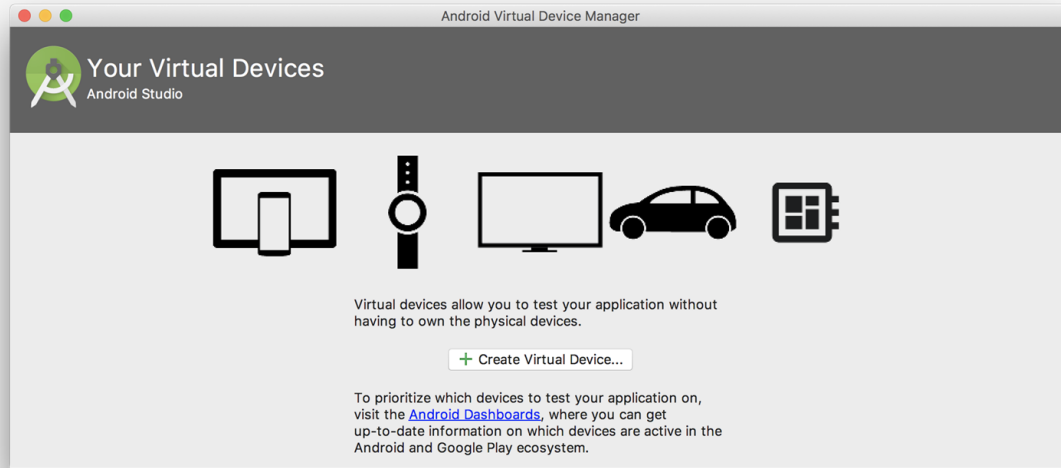 Android Virtual Device Manager
Your Virtual Devices
Android Studio
Virtual devices allow you to test your application without
having to own the physical devices.
Create Virtual Device...
To prioritize which devices to test your application on,
visit the Android Dashboards, where you can get
up-to-date information on which devices are active in the
Android and Google Play ecosystem.